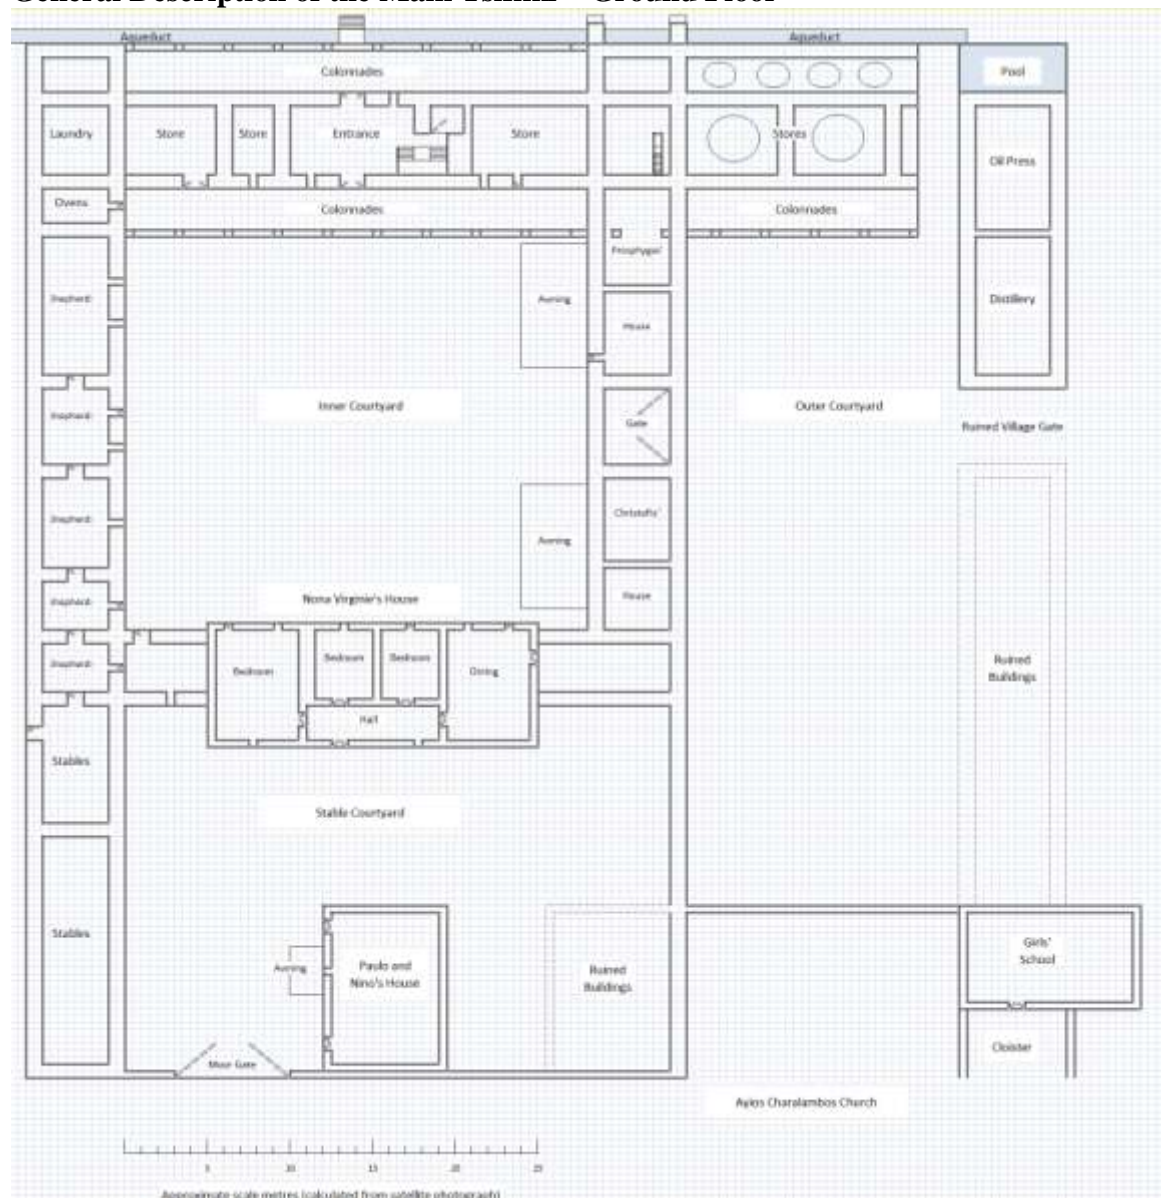 General Description of the Main
Ground Floor
Aqueduct
Aqueduct
Colonnades
Pool
Laundry
Store
Store
Entrance
Store
Stores
Oil Press
Ovens
Colonnades
Colonnades
Shepherd
Awning
House
Distillery
Shepherd
Inner Courtyard
Gate
Outer Courtyard
Ruined Village Gate
Shepherd
Awning
Christofis'
Shepherd
Nona Virginie's House
House
Shepherd
Bedroom
Bedroom
Bedroom
Dining
Hall
Ruined
Buildings
Stables
Stable Courtyard
Stables
Awning
Paulo and
Nino's House
Ruined
Buildings
Girls'
School
Main Gate
Cloister
Ayios Charalambos Church
5
10
15
20
25
Approximate scale metres (calculated from satellite photograph)